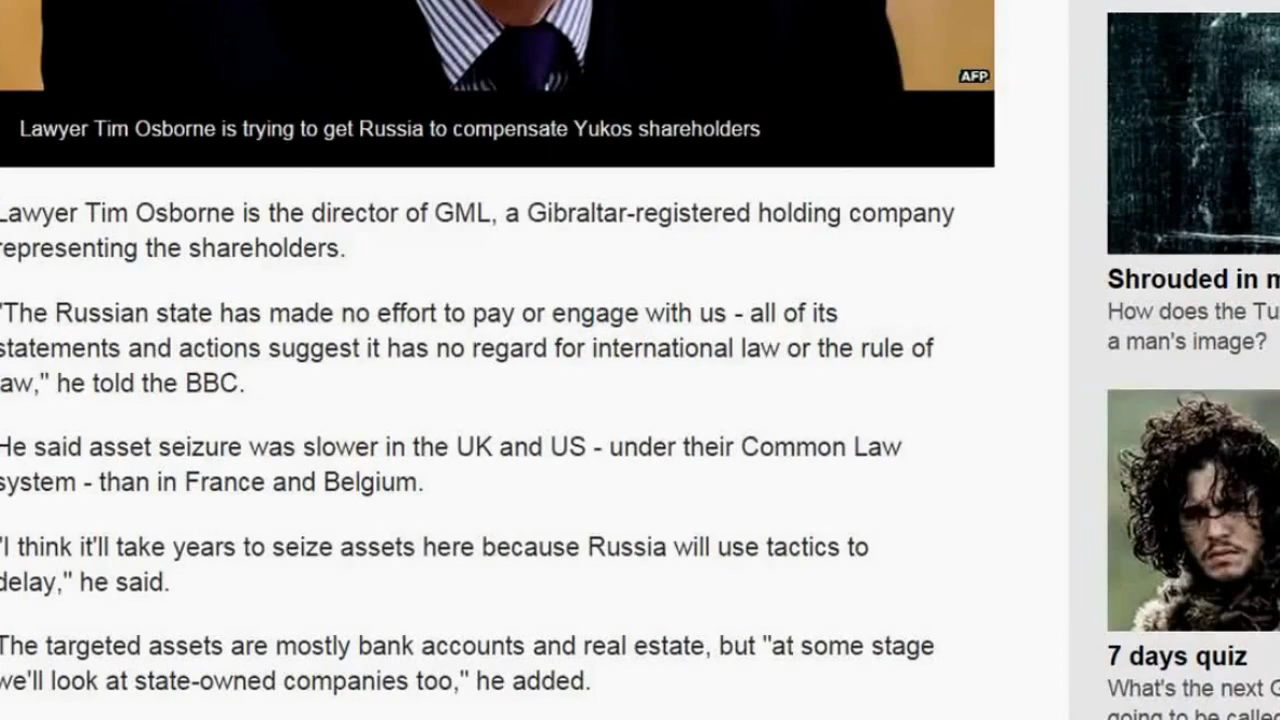 AFP
Lawyer Tim Osborne is trying to get Russia to compensate Yukos shareholders
Lawyer Tim Osborne is the director of GML, a Gibraltar-registered holding company
representing the shareholders.
"The Russian state has made no effort to pay or engage with us - all of its
statements and actions suggest it has no regard for international law or the rule of
law," he told the BBC.
He said asset seizure was slower in the UK and US - under their Common Law
system - than in France and Belgium.
"I think it'll take years to seize assets here because Russia will use tactics to
delay," he said.
The targeted assets are mostly bank accounts and real estate, but "at some stage
we'll look at state-owned companies too," he added.
Shrouded in
How does the
a man's image?
7 days quiz
What's the next
going to be called